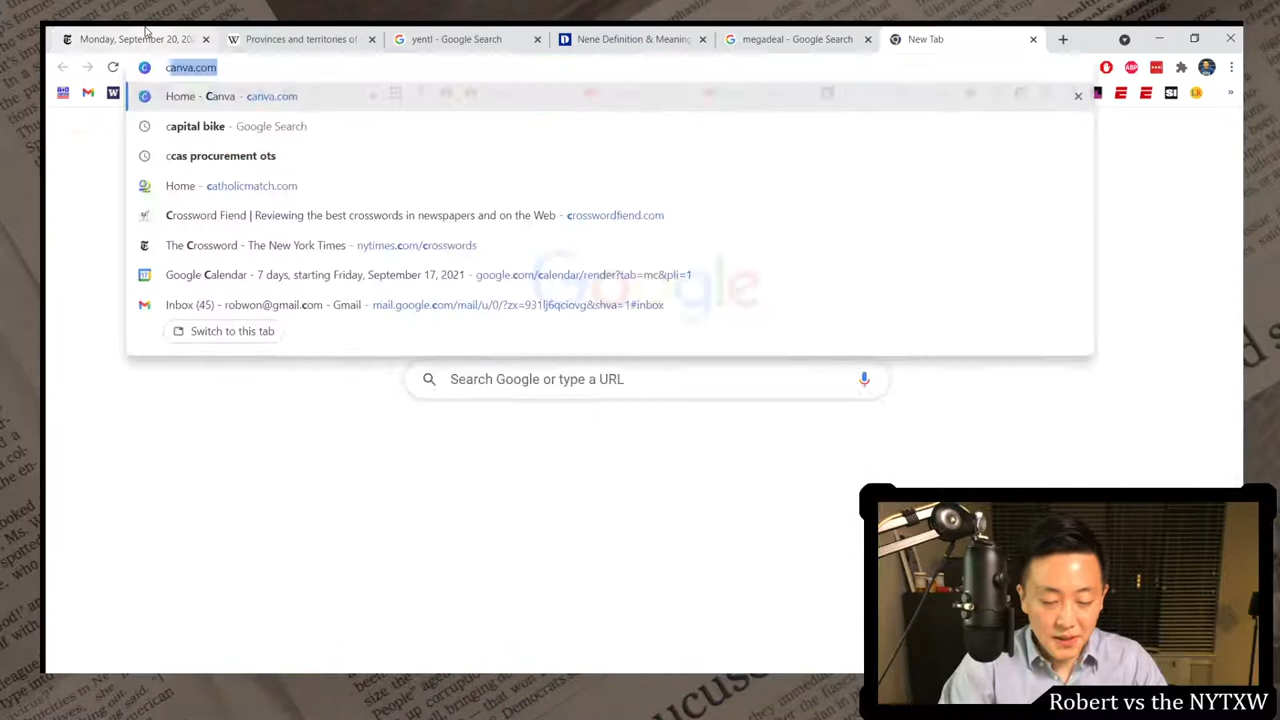 Monday, September 20, 202
Provinces and territories of
yentl - Google Search
Nene Definition & Meaning
megadeal - Google Search
New Tab
canva.com
ABP
Home - Canva - canva.com
capital bike - Google Search
ccas procurement ots
Home - catholicmatch.com
Crossword Fiend | Reviewing the best crosswords in newspapers and on the Web - crosswordfiend.com
The Crossword - The New York Times - nytimes.com/crosswords
Google Calendar - 7 days, starting Friday, September 17, 2021 - google.com/calendar/render?tab=mc&pli=1
Inbox (45) - robwon@gmail.com - Gmail - mail.google.com/mail/u/0/?zx=931lj6qciovg&shva=1#inbox
Switch to this tab
Search Google or type a URL
Robert vs the NYTXW